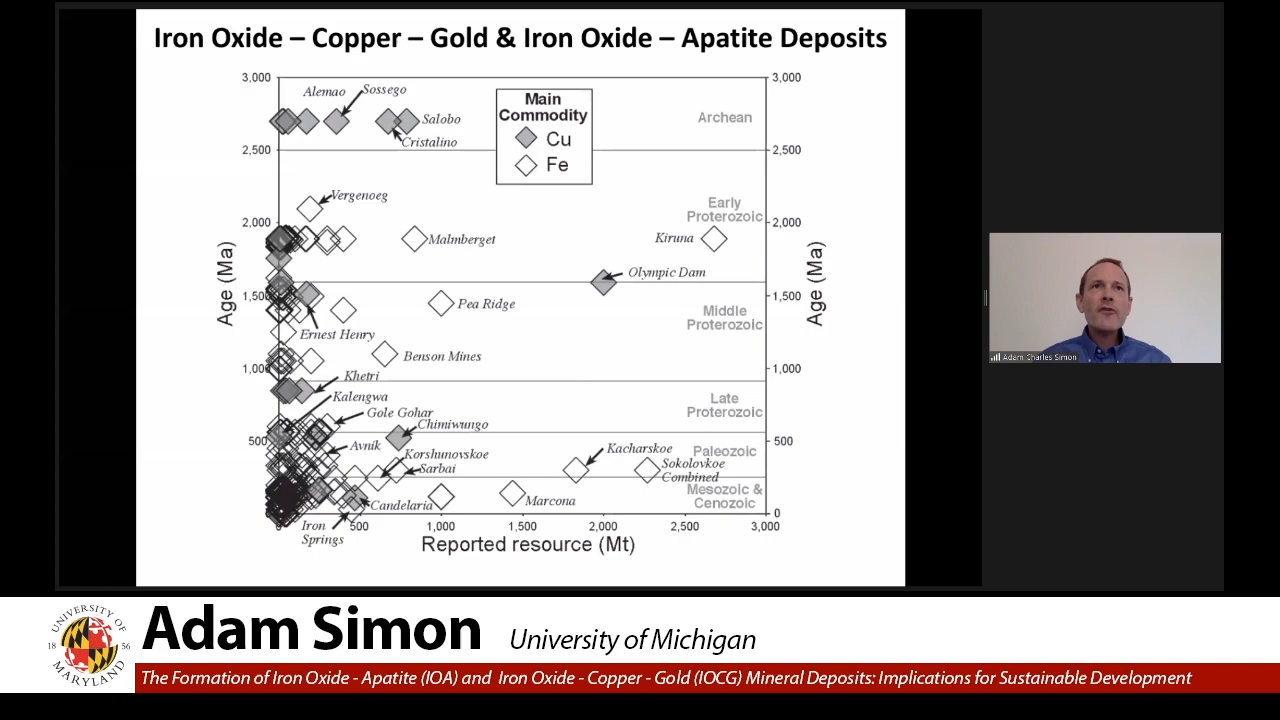 Iron Oxide – Copper – Gold & Iron Oxide – Apatite Deposits
3,000
3,000
Alemao
Sossego
Main
Commodity
Cu
Fe
Salobo
Cristalino
Archean
2,500
2,500
Vergenoeg
Early
Proterozoic
2,000
2,000
Malmberget
Kiruna
Olympic Dam
Age (Ma)
Age (Ma)
1,500
1,500
Pea Ridge
Middle
Proterozoic
Ernest Henry
Benson Mines
1,000
1,000
Khetri
Kalengwa
Late
Proterozoic
Gole Gohar
Chimiwungo
500
500
Avnik
Korshunovskoe
Sarbai
Kacharskoe
Paleozoic
Sokolovkoe
Combined
Mesozoic &
Cenozoic
Candelaria
Marcona
0
Iron
Springs
0
500
1,000
1,500
2,000
2,500
3,000
Reported resource (Mt)
Adam Charles Simon
UNIVERSITY OF
18 56
MARYLAND
Adam Simon University of Michigan
The Formation of Iron Oxide - Apatite (IOA) and Iron Oxide - Copper - Gold (IOCG) Mineral Deposits: Implications for Sustainable Development